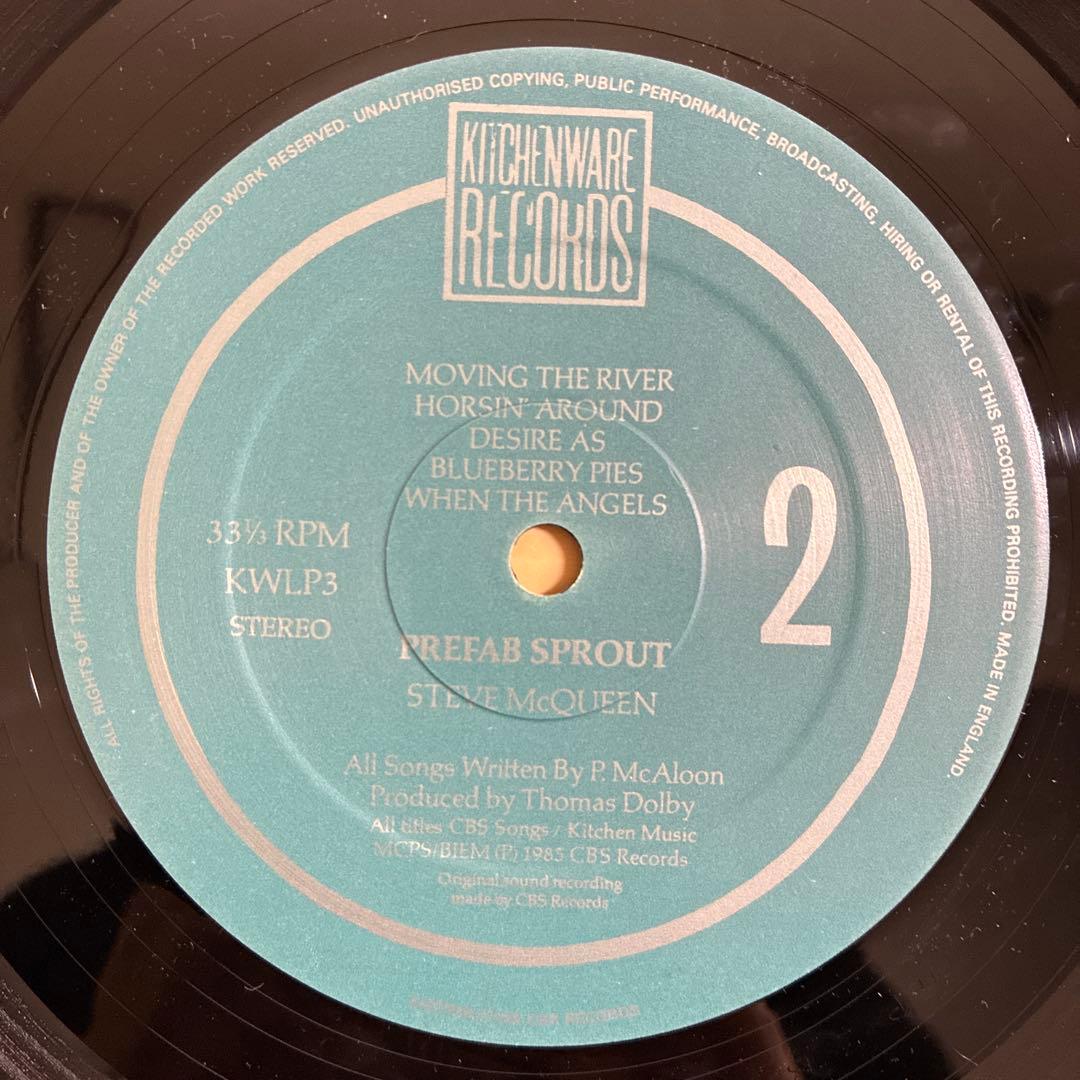 ALL RIGHTS OF THE PRODUCER AND OF THE OWNER OF THE RECORDED WORK RESERVED. UNAUTHORISED COPYING, PUBLIC PERFORMANCE, BROADCASTING, HIRING OR RENTAL OF THIS RECORDING PROHIBITED. MADE IN ENGLAND.
KITCHENWARE
RECORDS
MOVING THE RIVER
HORSIN' AROUND
DESIRE AS
BLUEBERRY PIES
WHEN THE ANGELS
33⅓ RPM
KWLP3
STEREO
2
PREFAB SPROUT
STEVE McQUEEN
All Songs Written By P. McAloon
Produced by Thomas Dolby
All titles CBS Songs / Kitchen Music
MCPS/BIEM (P) 1985 CBS Records
Original sound recording
made by CBS Records
RECORDS